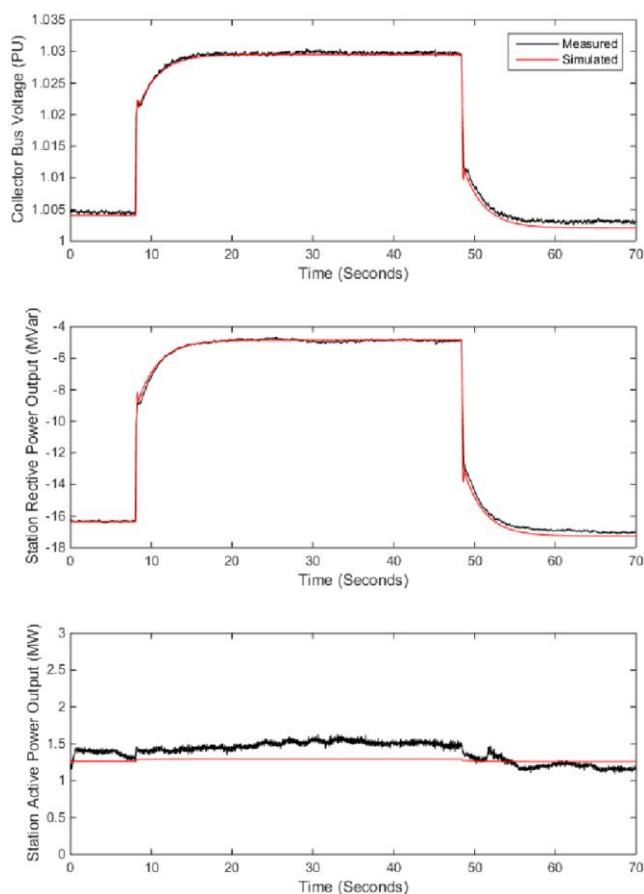 Collector Bus Voltage (PU)
1.035
1.03
1.025
1.02
1.015
1.01
1.005
1
Measured
Simulated
0 10 20 30 40 50 60 70
Time (Seconds)
Station Rective Power Output (MVar)
-4
-6
-8
-10
-12
-14
-16
-18
0 10 20 30 40 50 60 70
Time (Seconds)
Station Active Power Output (MW)
3
2.5
2
1.5
1
0.5
0
0 10 20 30 40 50 60 70
Time (Seconds)